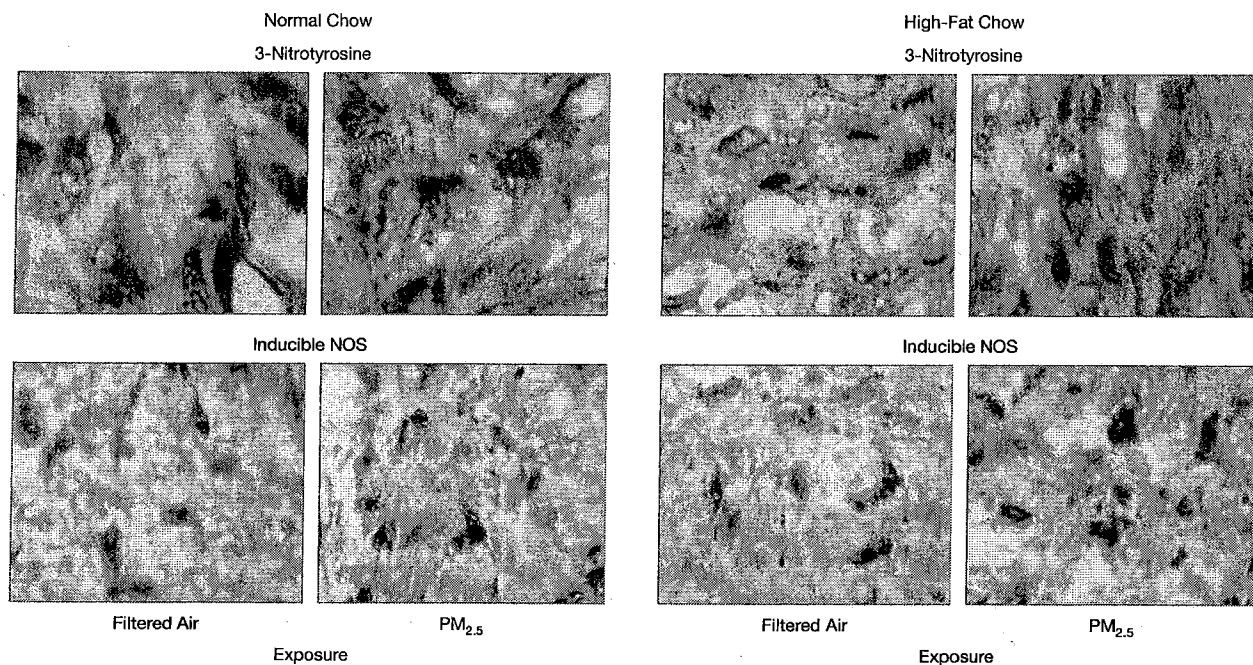 Normal Chow
3-Nitrotyrosine
Inducible NOS
Filtered Air PM2.5
Exposure
High-Fat Chow
3-Nitrotyrosine
Inducible NOS
Filtered Air PM2.5
Exposure